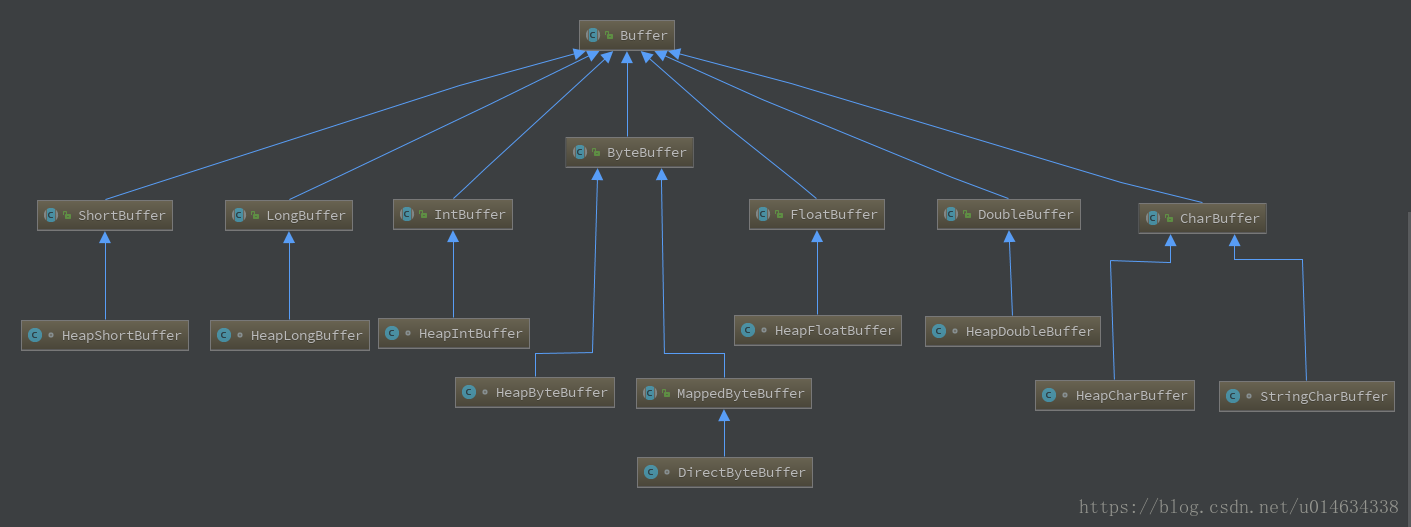 Buffer
ByteBuffer
ShortBuffer
LongBuffer
IntBuffer
FloatBuffer
DoubleBuffer
CharBuffer
HeapShortBuffer
HeapLongBuffer
HeapIntBuffer
HeapFloatBuffer
HeapDoubleBuffer
HeapByteBuffer
MappedByteBuffer
HeapCharBuffer
StringCharBuffer
DirectByteBuffer
https://blog.csdn.net/u014634338